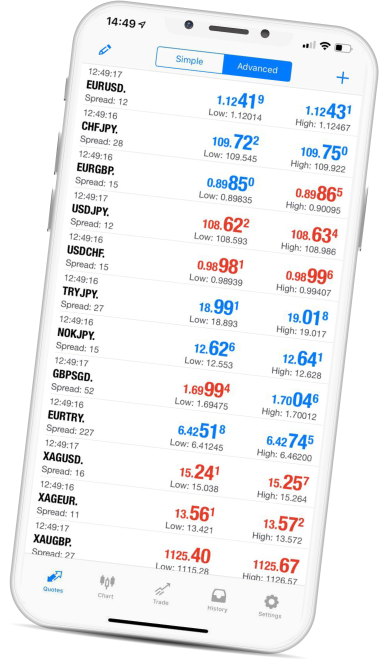 14:49
Simple Advanced
12:49:17
EURUSD. 1.12419 1.12431
Spread: 12 Low: 1.12014 High: 1.12467
12:49:16
CHFJPY. 109.722 109.750
Spread: 28 Low: 109.545 High: 109.922
12:49:16
EURGBP. 0.89850 0.89865
Spread: 15 Low: 0.89835 High: 0.90095
12:49:17
USDJPY. 108.622 108.634
Spread: 12 Low: 108.593 High: 108.986
12:49:16
USDCHF. 0.98981 0.98996
Spread: 15 Low: 0.98939 High: 0.99407
12:49:16
TRYJPY. 18.991 19.018
Spread: 27 Low: 18.893 High: 19.017
12:49:16
NOKJPY. 12.626 12.641
Spread: 15 Low: 12.553 High: 12.628
12:49:17
GBPSGD. 1.69994 1.70046
Spread: 52 Low: 1.69475 High: 1.70012
12:49:16
EURTRY. 6.42518 6.42745
Spread: 227 Low: 6.41245 High: 6.46200
12:49:17
XAGUSD. 15.241 15.257
Spread: 16 Low: 15.038 High: 15.264
12:49:16
XAGEUR. 13.561 13.572
Spread: 11 Low: 13.421 High: 13.572
12:49:17
XAUGBP. 1125.40 1125.67
Spread: 27 Low: 1115.28 High: 1126.57
Quotes Chart Trade History Settings